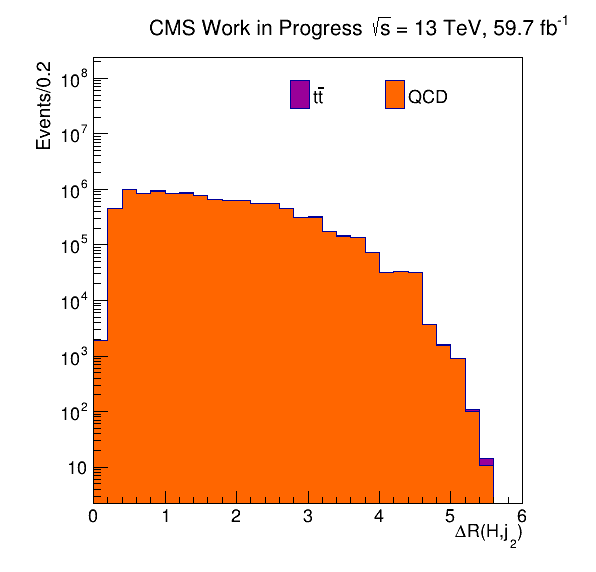 CMS Work in Progress √s = 13 TeV, 59.7 fb⁻¹
Events/0.2
tt̄
QCD
10⁸
10⁷
10⁶
10⁵
10⁴
10³
10²
10
0 1 2 3 4 5 6
ΔR(H,j₂)